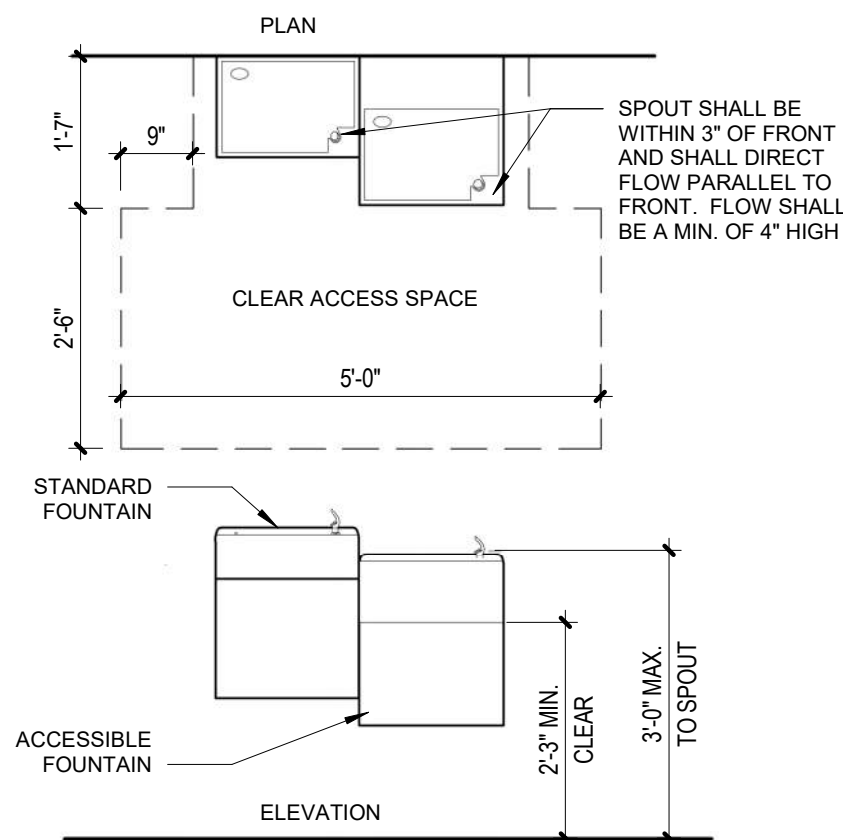 PLAN
1'-7"
9"
SPOUT SHALL BE
WITHIN 3" OF FRONT
AND SHALL DIRECT
FLOW PARALLEL TO
FRONT. FLOW SHALL
BE A MIN. OF 4" HIGH
CLEAR ACCESS SPACE
2'-6"
5'-0"
STANDARD
FOUNTAIN
2'-3" MIN.
CLEAR
3'-0" MAX.
TO SPOUT
ACCESSIBLE
FOUNTAIN
ELEVATION